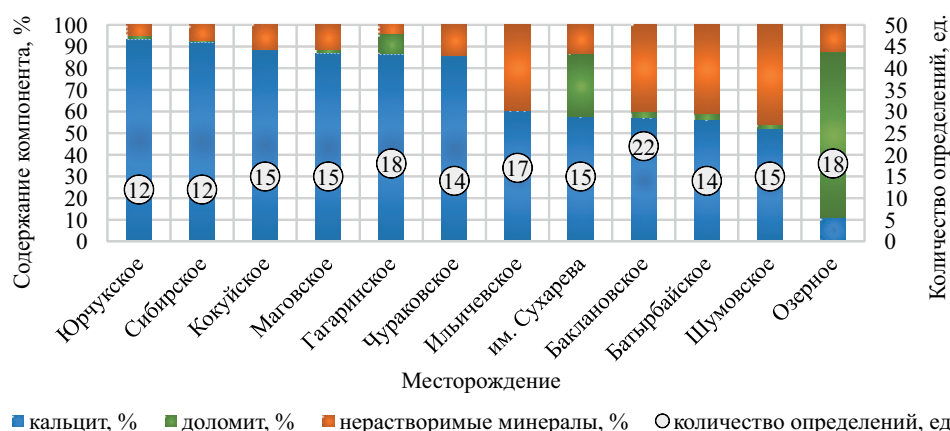 Содержание компонента, %
100
90
80
70
60
50
40
30
20
10
0
12
12
15
15
18
14
17
15
22
14
15
18
50
45
40
35
30
25
20
15
10
5
0
Количество определений, ед.
Юрчукское
Сибирское
Кокуйское
Маговское
Гагаринское
Чураковское
Ильичевское
им. Сухарева
Баклановское
Батырбайское
Шумовское
Озерное
Месторождение
кальцит, %
доломит, %
нерастворимые минералы, %
количество определений, ед